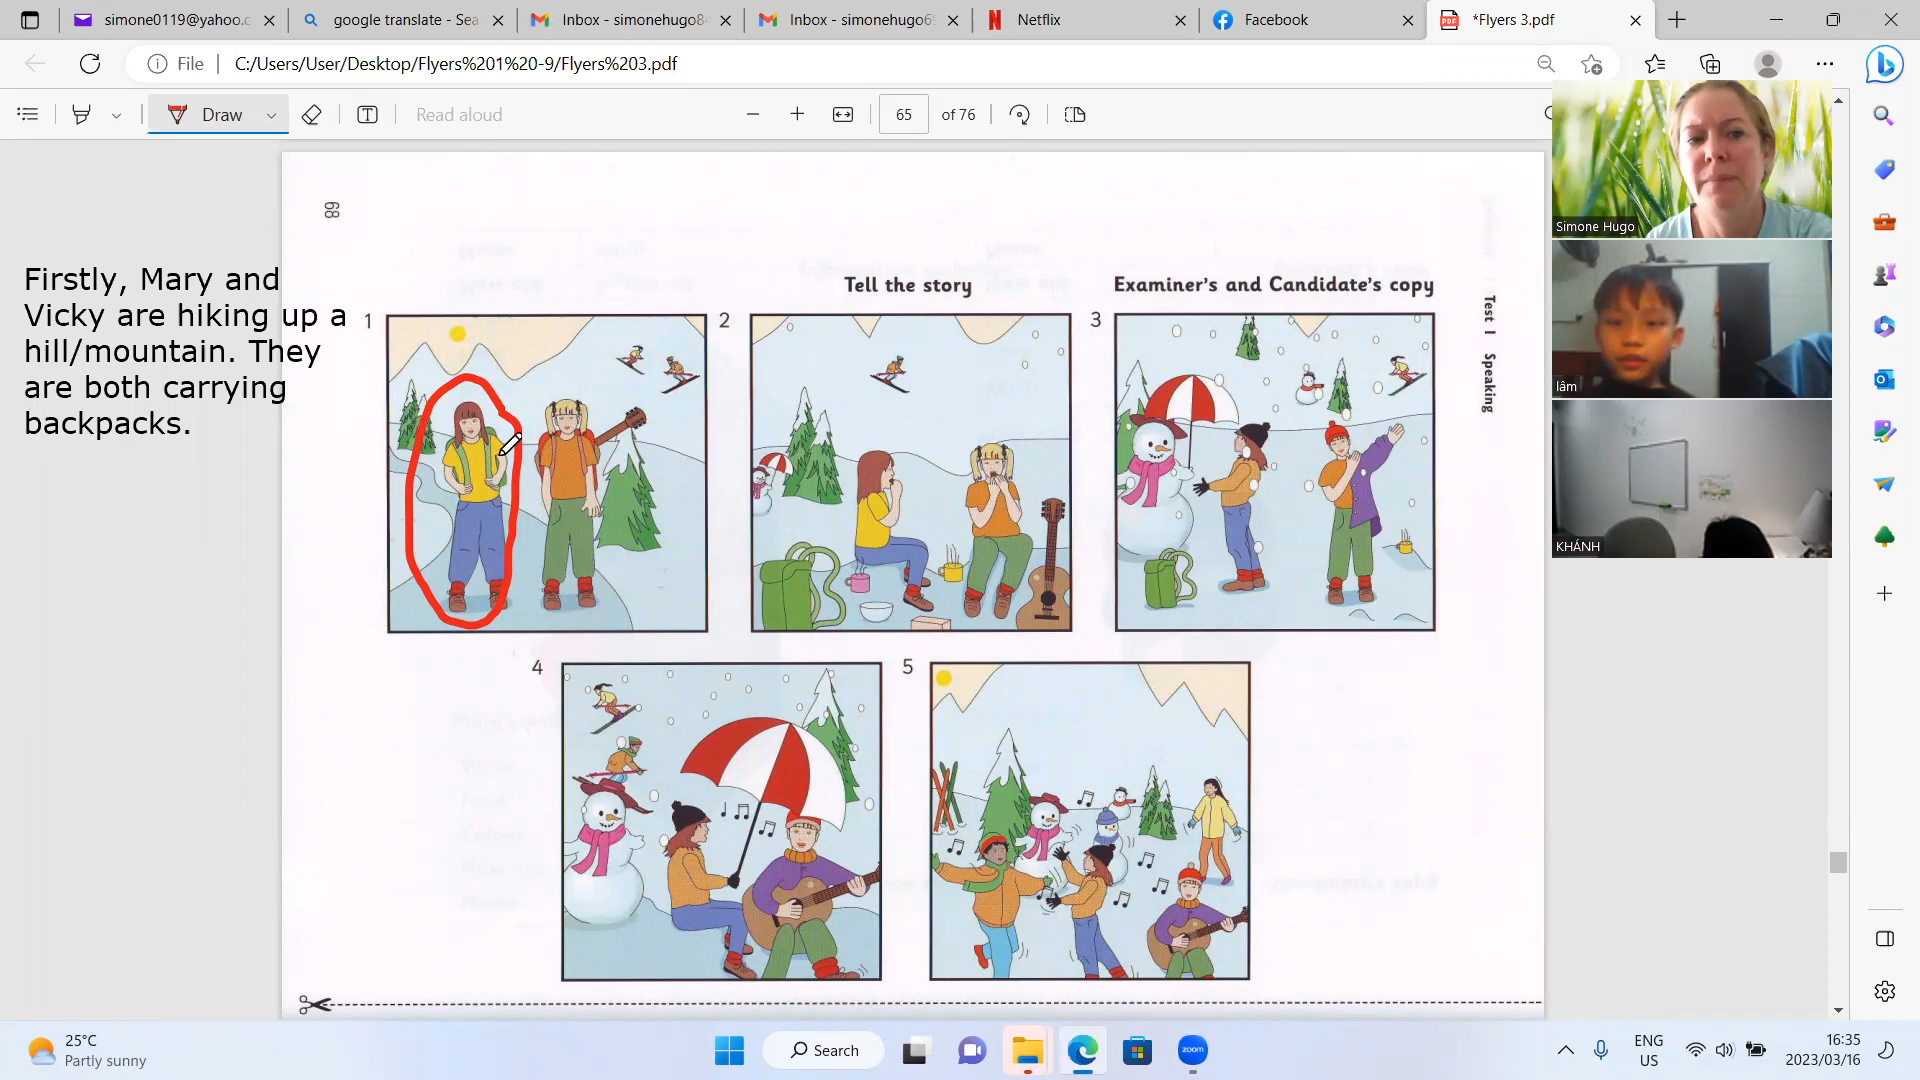 simone0119@yahoo.c
google translate - Sea
Inbox - simonehugo8
Inbox - simonehugo6
Netflix
Facebook
*Flyers 3.pdf
File
C:/Users/User/Desktop/Flyers%201%20-9/Flyers%203.pdf
Draw
Read aloud
65
of 76
Simone Hugo
lâm
KHÁNH
68
Tell the story
Examiner's and Candidate's copy
Test 1 Speaking
Firstly, Mary and
Vicky are hiking up a
hill/mountain. They
are both carrying
backpacks.
1
2
3
4
5
25°C
Partly sunny
Search
zoom
ENG
US
16:35
2023/03/16